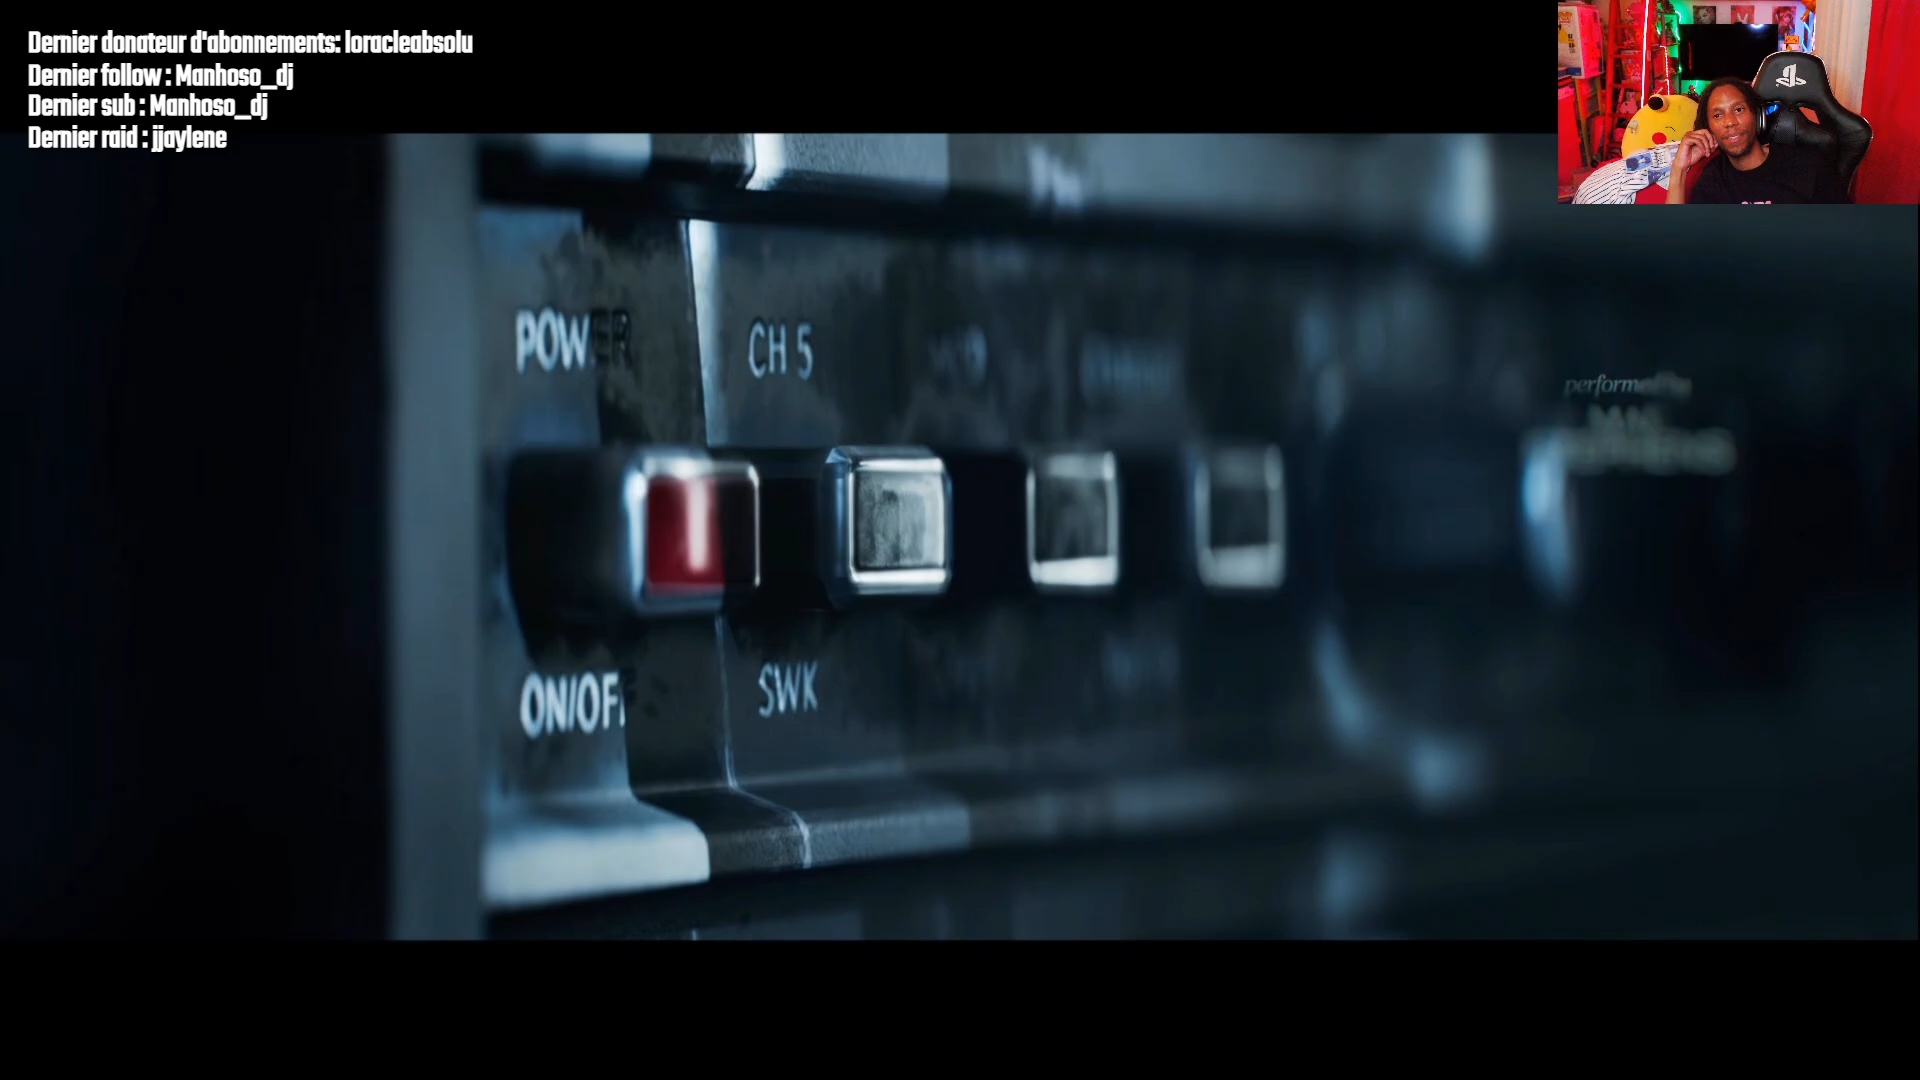 Dernier donateur d'abonnements: loracleabsolu
Dernier follow : Manhoso_dj
Dernier sub : Manhoso_dj
Dernier raid : jjaylene
POWER
CH 5
ON/OFF
SWK